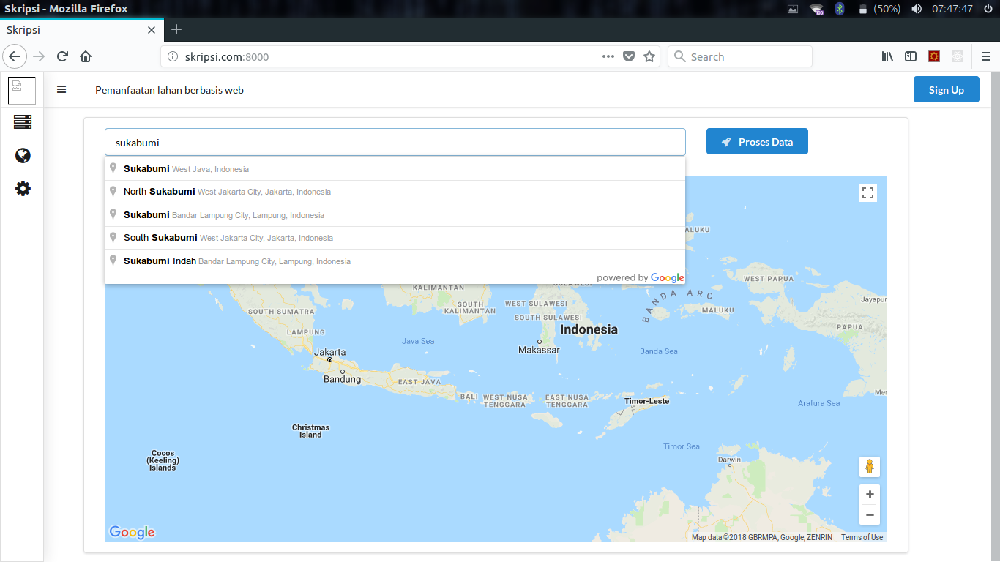 Skripsi - Mozilla Firefox
100
(50%)
07:47:47
Skripsi
skripsi.com:8000
Search
Pemanfaatan lahan berbasis web
Sign Up
sukabumi
Proses Data
Sukabumi West Java, Indonesia
North Sukabumi West Jakarta City, Jakarta, Indonesia
Sukabumi Bandar Lampung City, Lampung, Indonesia
South Sukabumi West Jakarta City, Jakarta, Indonesia
Sukabumi Indah Bandar Lampung City, Lampung, Indonesia
powered by Google
WEST PAPUA
KALIMANTAN
BANDA ARC
Jayapur
SOUTH
KALIMANTAN
WEST SULAWESI
SOUTH SUMATRA
SOUTH SULAWESI
MALUKU
Indonesia
PAPUA
LAMPUNG
Java Sea
Makassar
Banda Sea
Jakarta
Bandung
EAST JAVA
BALI
WEST NUSA
TENGGARA
EAST NUSA
TENGGARA
Timor-Leste
Mer
Arafura Sea
Christmas
Island
Timor Sea
Cocos
(Keeling)
Islands
Darwin
Google
Map data ©2018 GBRMPA, Google, ZENRIN
Terms of Use